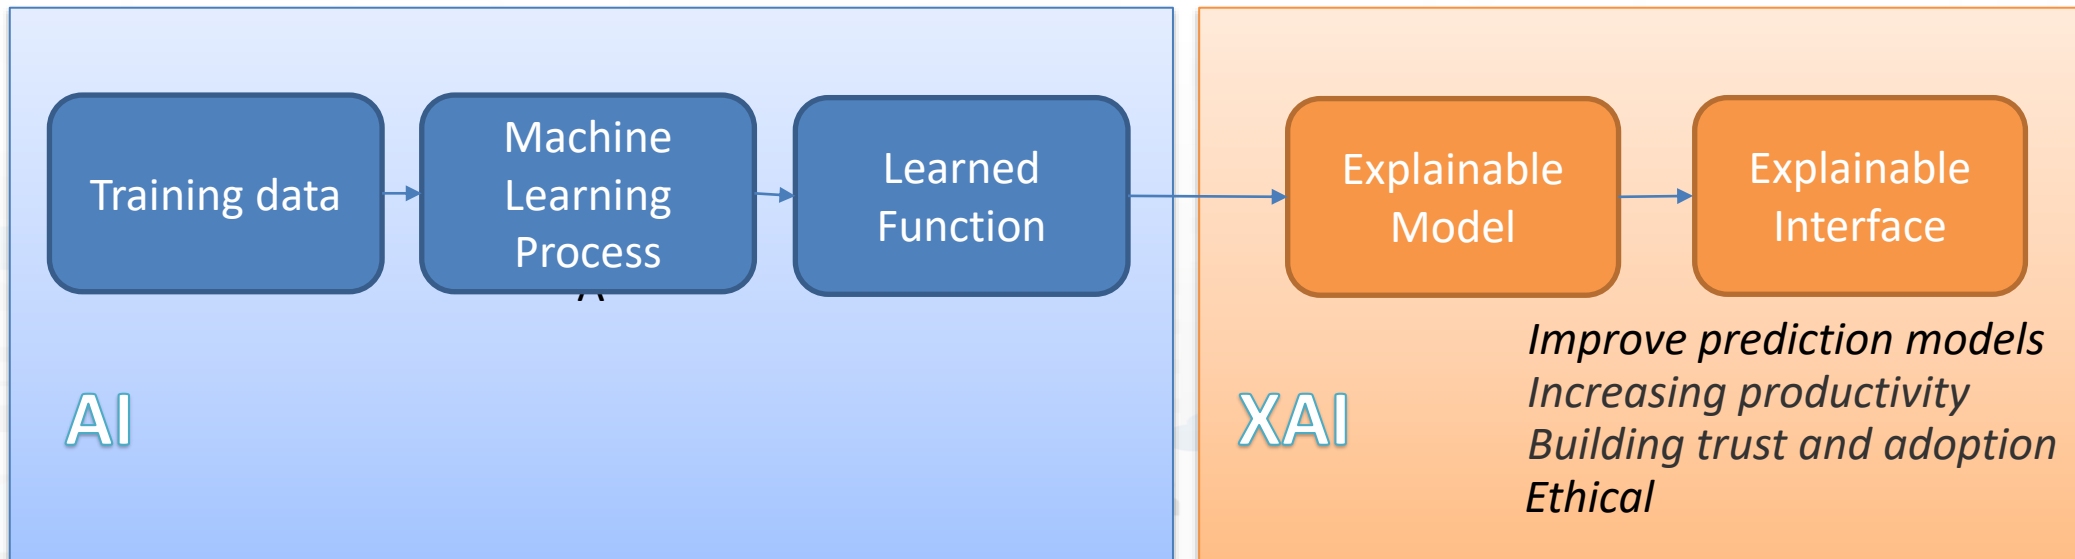 Training data
Machine
Learning
Process
Learned
Function
Explainable
Model
Explainable
Interface
AI
XAI
Improve prediction models
Increasing productivity
Building trust and adoption
Ethical